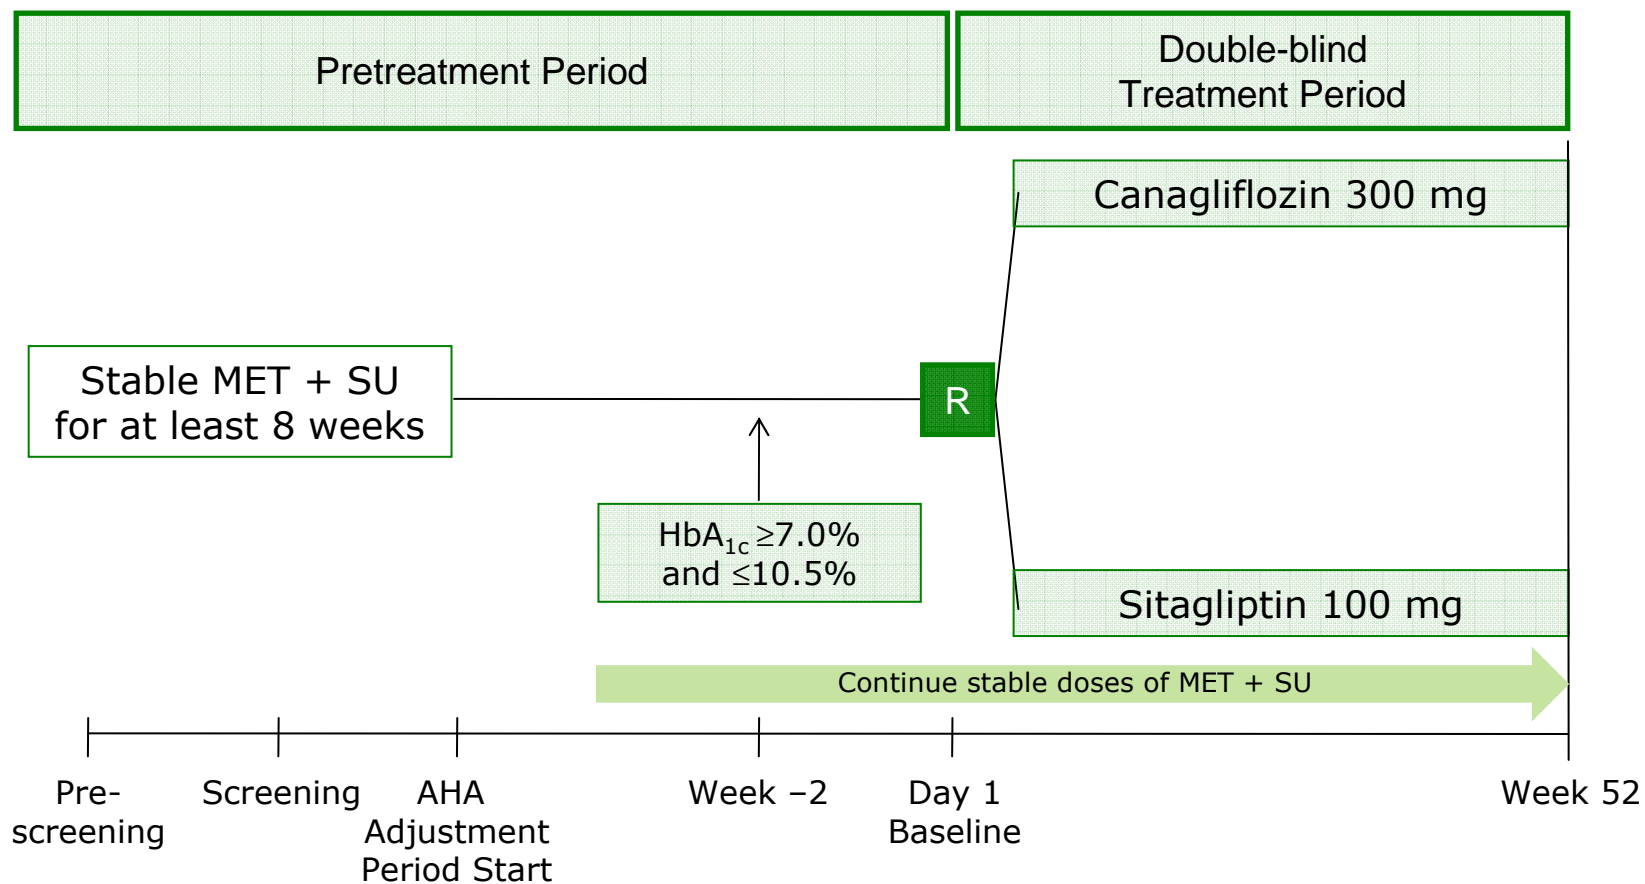 Pretreatment Period
Double-blind
Treatment Period
Canagliflozin 300 mg
Stable MET + SU
for at least 8 weeks
R
HbA1c ≥7.0%
and ≤10.5%
Sitagliptin 100 mg
Continue stable doses of MET + SU
Pre-
screening
Screening
AHA
Adjustment
Period Start
Week –2
Day 1
Baseline
Week 52